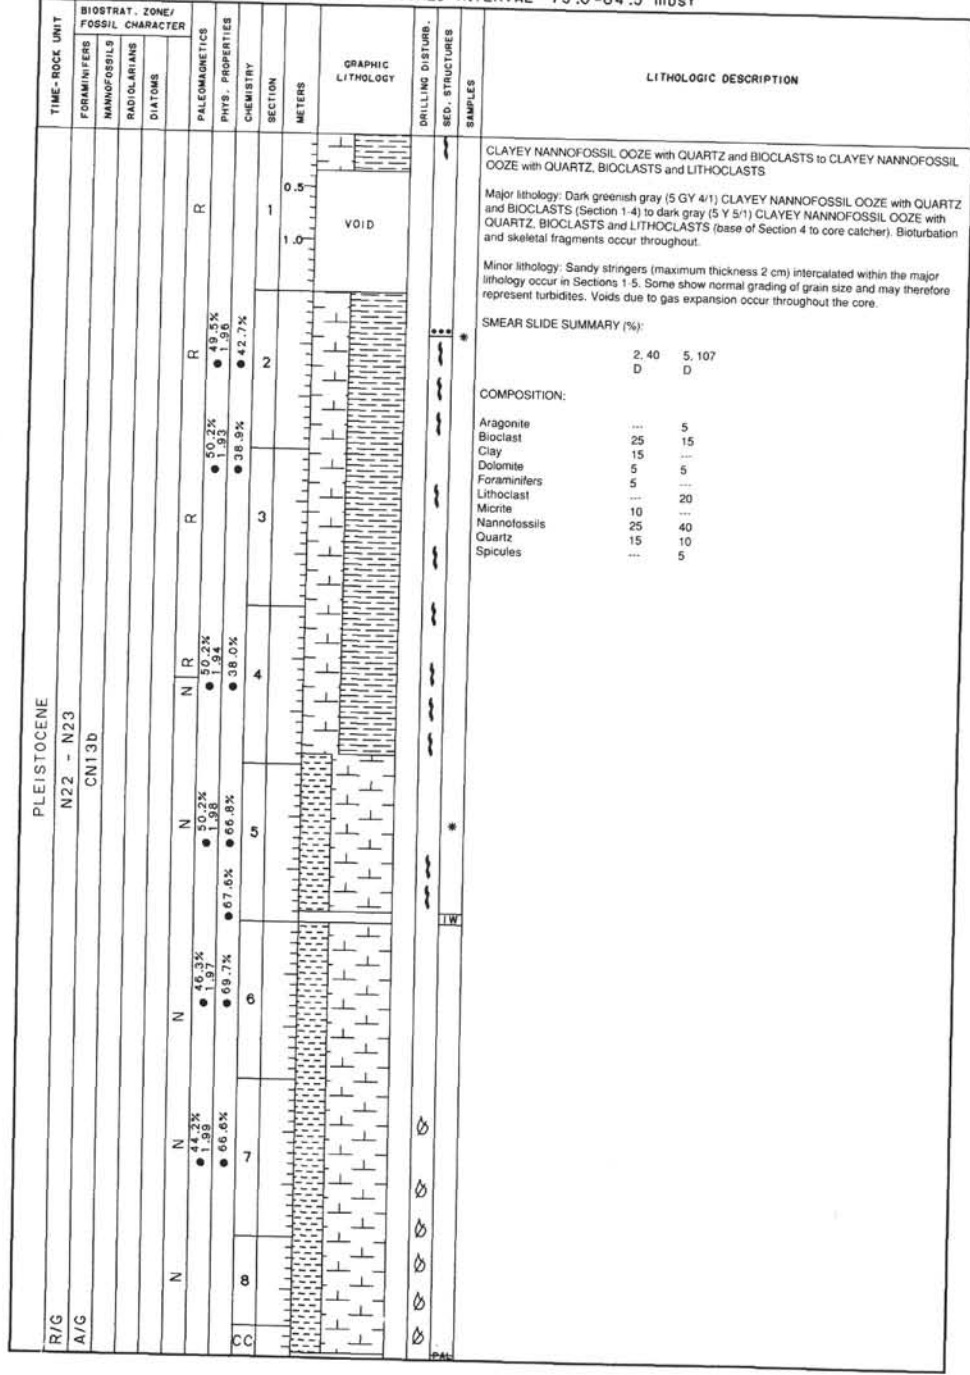 75.0-84.5 mbsf
TIME-ROCK UNIT
BIOSTRAT. ZONE/
FOSSIL CHARACTER
FORAMINIFERS
NANNOFOSSILS
RADIOLARIANS
DIATOMS
PALEOMAGNETICS
PHYS. PROPERTIES
CHEMISTRY
SECTION
METERS
GRAPHIC
LITHOLOGY
DRILLING DISTURB.
SED. STRUCTURES
SAMPLES
LITHOLOGIC DESCRIPTION
CLAYEY NANNOFOSSIL OOZE with QUARTZ and BIOCLASTS to CLAYEY NANNOFOSSIL
OOZE with QUARTZ, BIOCLASTS and LITHOCLASTS
Major lithology: Dark greenish gray (5 GY 4/1) CLAYEY NANNOFOSSIL OOZE with QUARTZ
and BIOCLASTS (Section 1-4) to dark gray (5 Y 5/1) CLAYEY NANNOFOSSIL OOZE with
QUARTZ, BIOCLASTS and LITHOCLASTS (base of Section 4 to core catcher). Bioturbation
and skeletal fragments occur throughout.
Minor lithology: Sandy stringers (maximum thickness 2 cm) intercalated within the major
lithology occur in Sections 1-5. Some show normal grading of grain size and may therefore
represent turbidites. Voids due to gas expansion occur throughout the core.
SMEAR SLIDE SUMMARY (%):
2, 40 5, 107
D D
COMPOSITION:
Aragonite --- 5
Bioclast 25 15
Clay 15 ---
Dolomite 5 5
Foraminifers 5 ---
Lithoclast --- 20
Micrite 10 ---
Nannofossils 25 40
Quartz 15 10
Spicules --- 5
PLEISTOCENE
N22 - N23
CN13b
R/G
A/G
R
1
0.5
1.0
VOID
R
49.5%
1.96
42.7%
2
*
50.2%
1.93
38.9%
R
3
R
N
50.2%
1.94
38.0%
4
N
50.2%
1.98
66.8%
5
*
67.6%
IW
N
46.3%
1.97
69.7%
6
N
44.2%
1.99
66.6%
7
N
8
CC
PAL